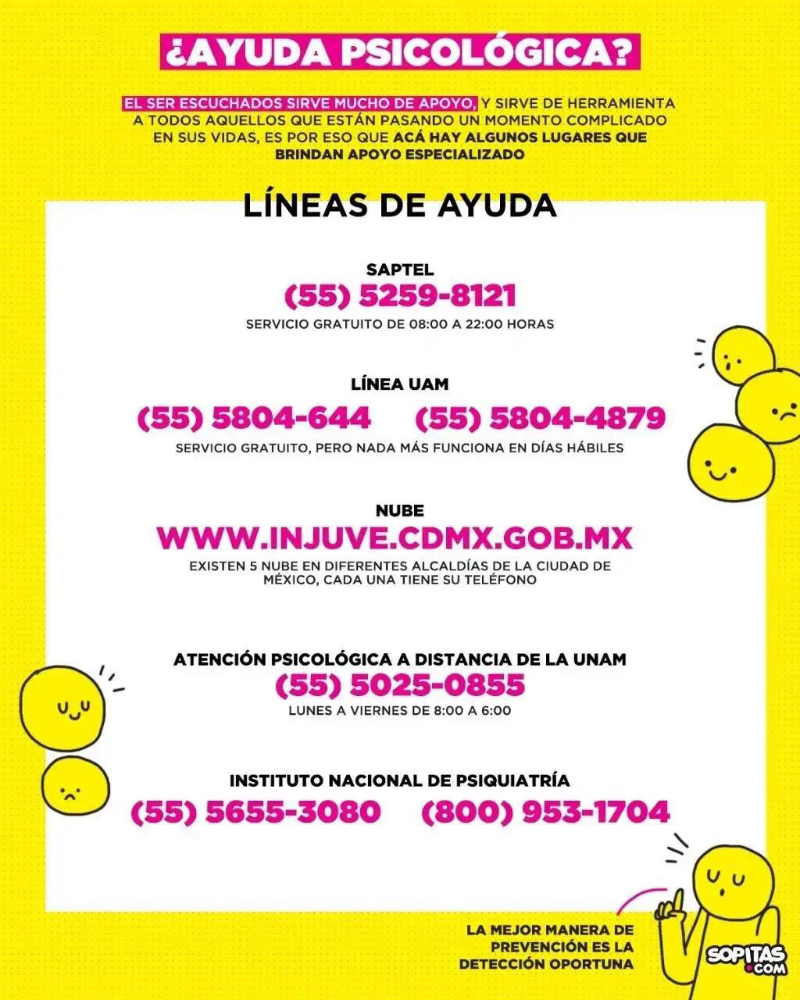 ¿AYUDA PSICOLÓGICA?
EL SER ESCUCHADOS SIRVE MUCHO DE APOYO, Y SIRVE DE HERRAMIENTA
A TODOS AQUELLOS QUE ESTÁN PASANDO UN MOMENTO COMPLICADO
EN SUS VIDAS, ES POR ESO QUE ACÁ HAY ALGUNOS LUGARES QUE
BRINDAN APOYO ESPECIALIZADO
LÍNEAS DE AYUDA
SAPTEL
(55) 5259-8121
SERVICIO GRATUITO DE 08:00 A 22:00 HORAS
LÍNEA UAM
(55) 5804-644 (55) 5804-4879
SERVICIO GRATUITO, PERO NADA MÁS FUNCIONA EN DÍAS HÁBILES
NUBE
WWW.INJUVE.CDMX.GOB.MX
EXISTEN 5 NUBE EN DIFERENTES ALCALDÍAS DE LA CIUDAD DE
MÉXICO, CADA UNA TIENE SU TELÉFONO
ATENCIÓN PSICOLÓGICA A DISTANCIA DE LA UNAM
(55) 5025-0855
LUNES A VIERNES DE 8:00 A 6:00
INSTITUTO NACIONAL DE PSIQUIATRÍA
(55) 5655-3080 (800) 953-1704
LA MEJOR MANERA DE
PREVENCIÓN ES LA
DETECCIÓN OPORTUNA
SOPITAS
.COM